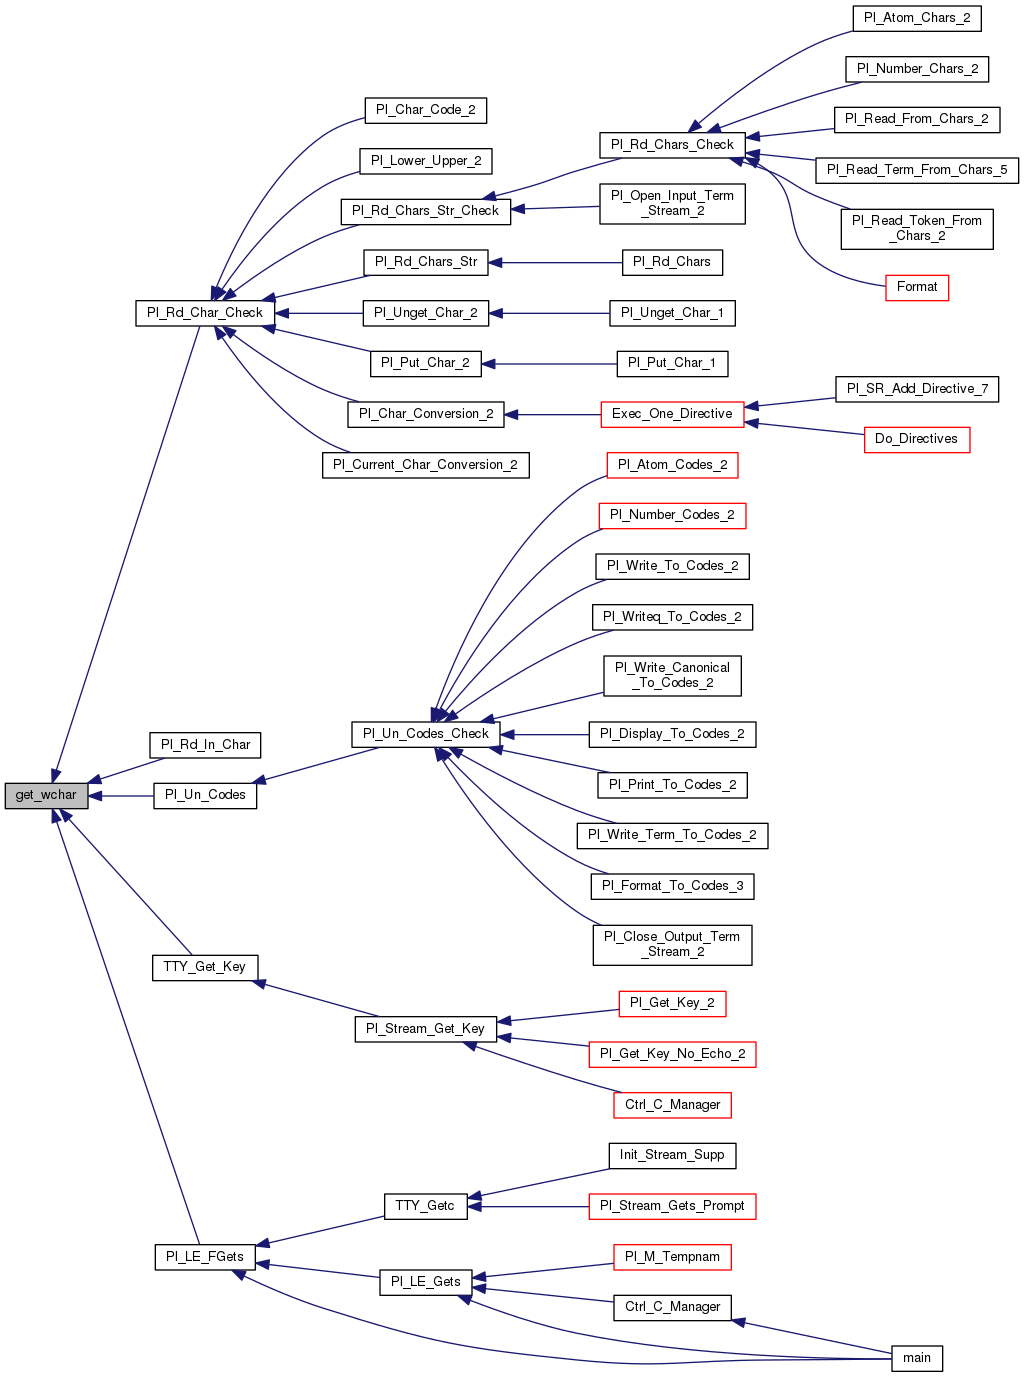 Pl_Atom_Chars_2
Pl_Number_Chars_2
Pl_Char_Code_2
Pl_Read_From_Chars_2
Pl_Rd_Chars_Check
Pl_Lower_Upper_2
Pl_Read_Term_From_Chars_5
Pl_Rd_Chars_Str_Check
Pl_Open_Input_Term
_Stream_2
Pl_Read_Token_From
_Chars_2
Pl_Rd_Chars_Str
Pl_Rd_Chars
Format
Pl_Rd_Char_Check
Pl_Unget_Char_2
Pl_Unget_Char_1
Pl_Put_Char_2
Pl_Put_Char_1
Pl_SR_Add_Directive_7
Pl_Char_Conversion_2
Exec_One_Directive
Do_Directives
Pl_Current_Char_Conversion_2
Pl_Atom_Codes_2
Pl_Number_Codes_2
Pl_Write_To_Codes_2
Pl_Writeq_To_Codes_2
Pl_Write_Canonical
_To_Codes_2
Pl_Un_Codes_Check
Pl_Display_To_Codes_2
Pl_Rd_In_Char
Pl_Print_To_Codes_2
get_wchar
Pl_Un_Codes
Pl_Write_Term_To_Codes_2
Pl_Format_To_Codes_3
Pl_Close_Output_Term
_Stream_2
TTY_Get_Key
Pl_Get_Key_2
Pl_Stream_Get_Key
Pl_Get_Key_No_Echo_2
Ctrl_C_Manager
Init_Stream_Supp
TTY_Getc
Pl_Stream_Gets_Prompt
Pl_LE_FGets
Pl_M_Tempnam
Pl_LE_Gets
Ctrl_C_Manager
main